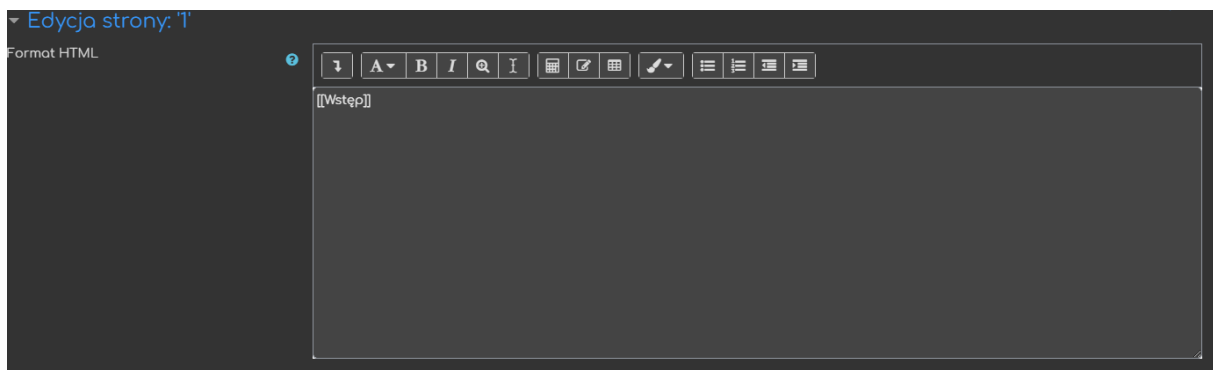 Edycja strony: '1'
Format HTML
A B I
[[Wstęp]]